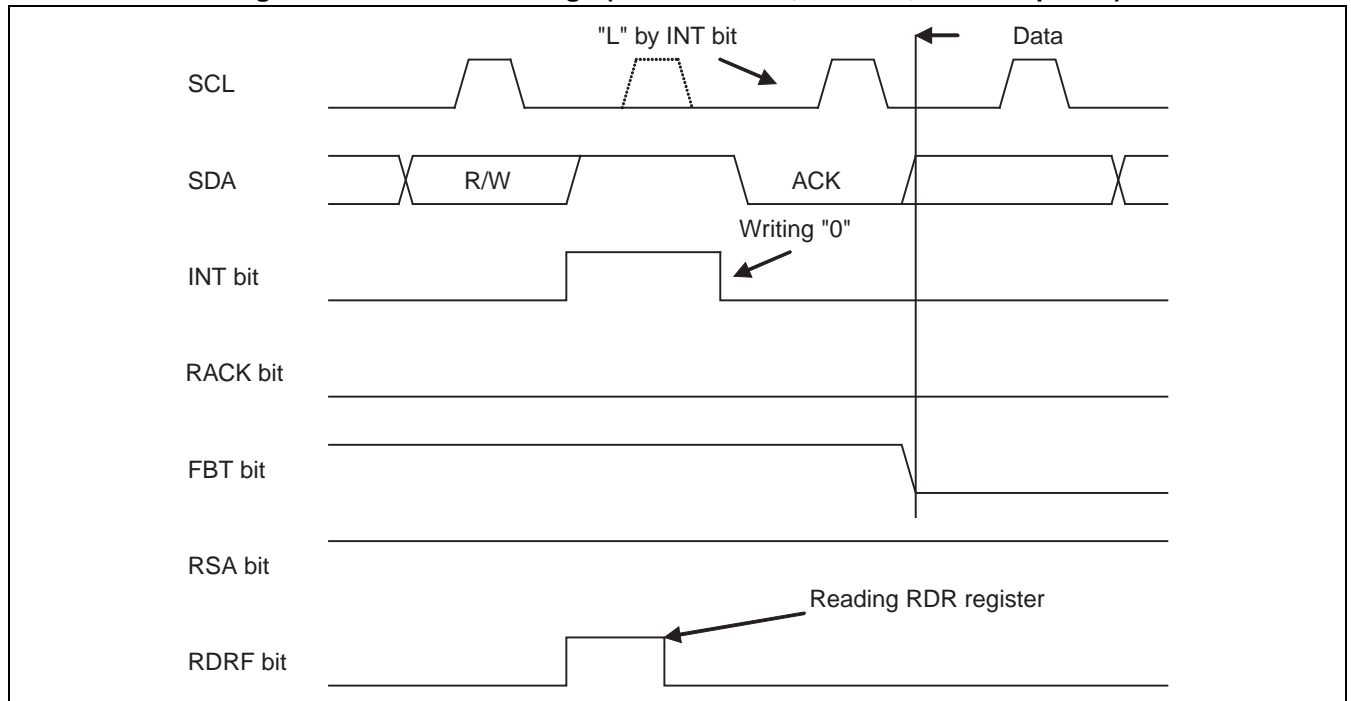 "L" by INT bit
Data
SCL
SDA
R/W
ACK
Writing "0"
INT bit
RACK bit
FBT bit
RSA bit
Reading RDR register
RDRF bit